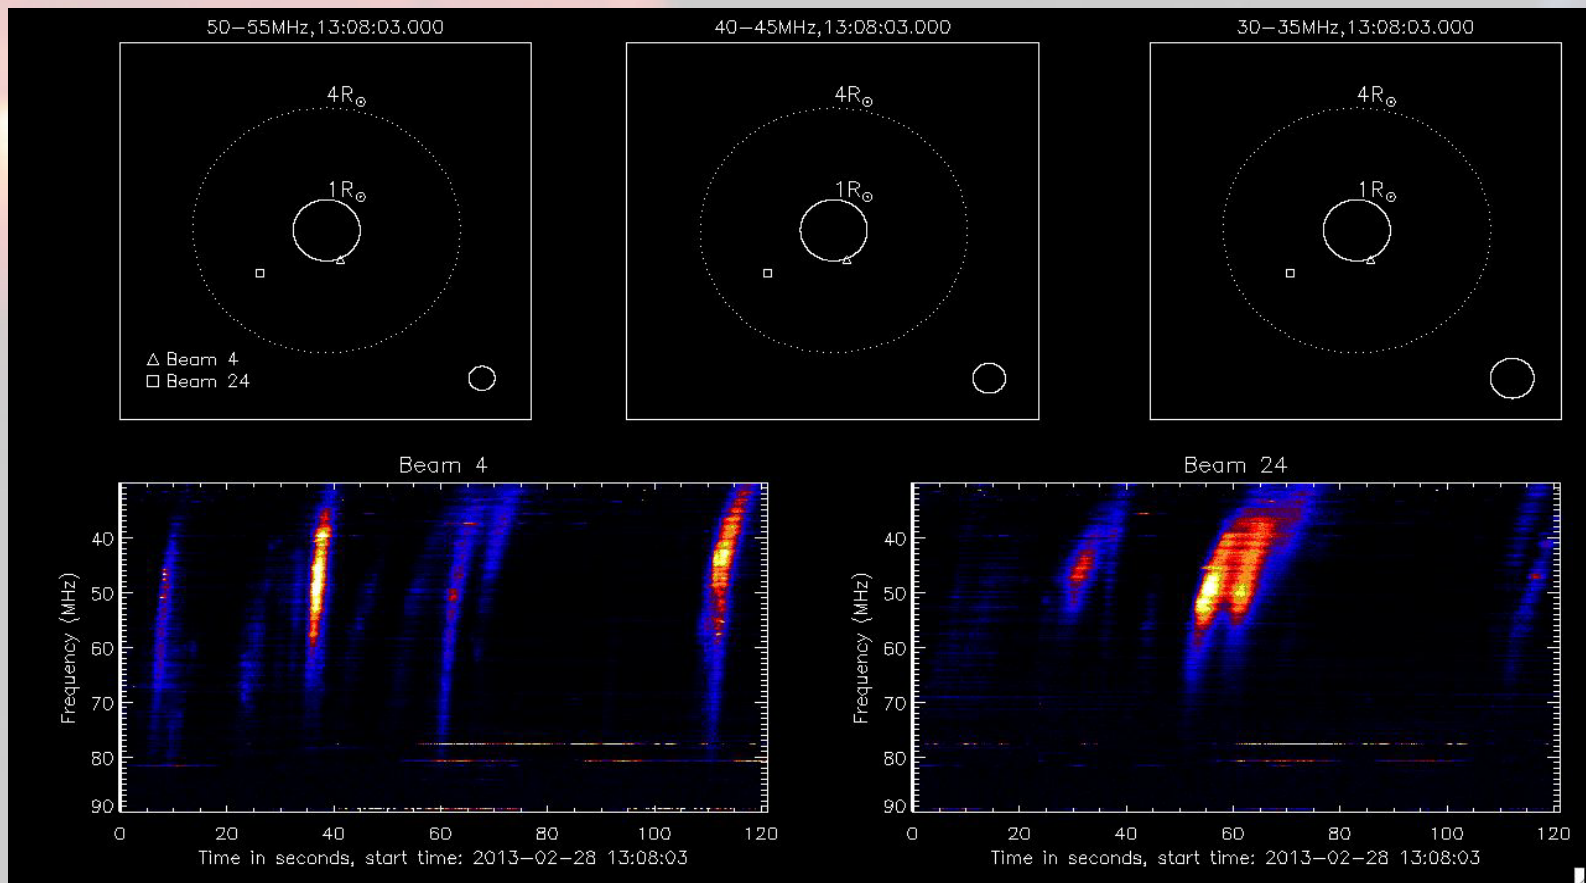 50–55MHz,13:08:03.000
40–45MHz,13:08:03.000
30–35MHz,13:08:03.000
4R☉
4R☉
4R☉
1R☉
1R☉
1R☉
△ Beam 4
□ Beam 24
Beam 4
Beam 24
Frequency (MHz)
40
50
60
70
80
90
0 20 40 60 80 100 120
Time in seconds, start time: 2013–02–28 13:08:03
Frequency (MHz)
40
50
60
70
80
90
0 20 40 60 80 100 120
Time in seconds, start time: 2013–02–28 13:08:03